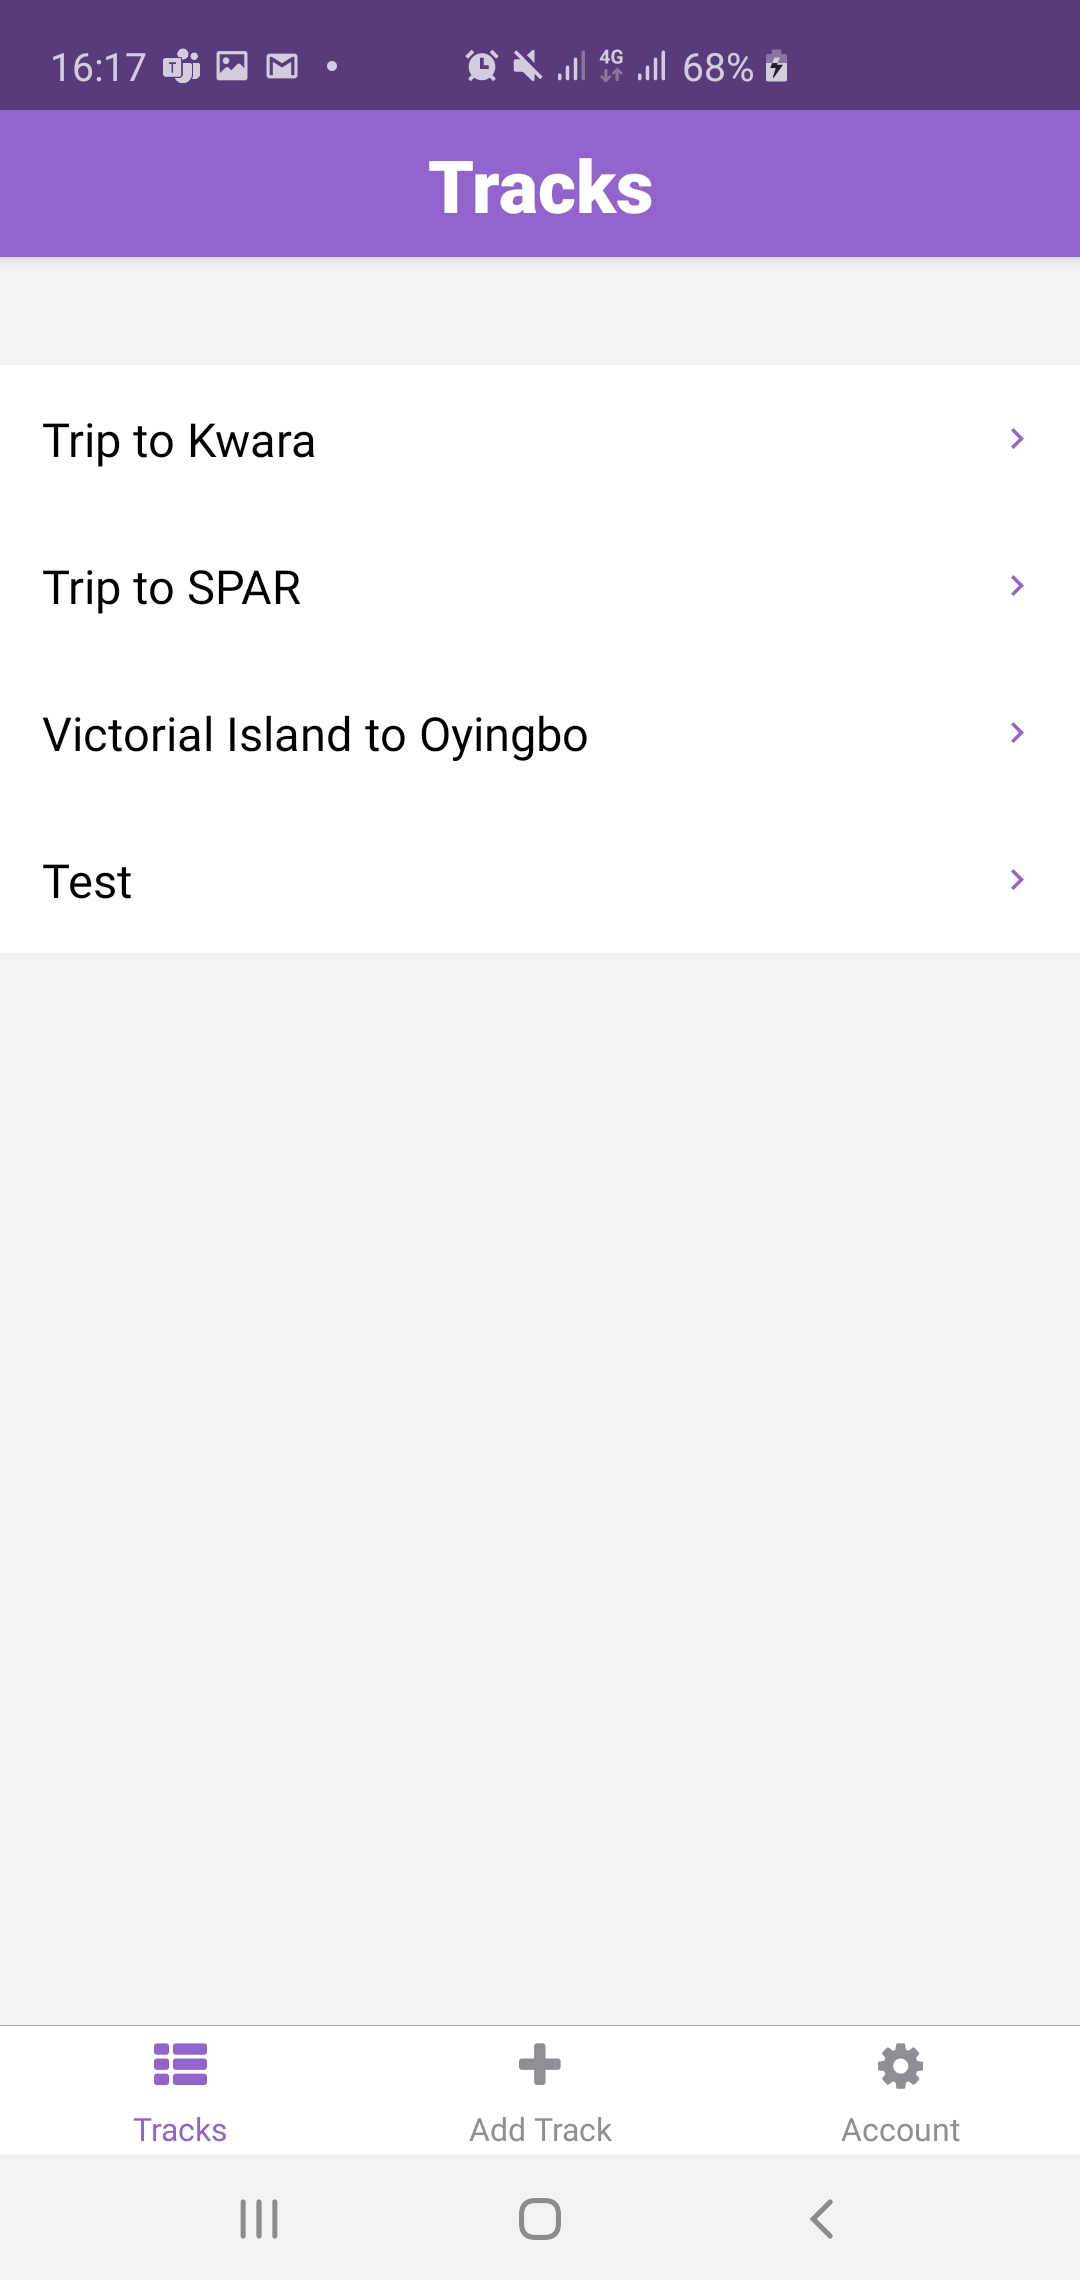 16:17 4G 68%
Tracks
Trip to Kwara
Trip to SPAR
Victorial Island to Oyingbo
Test
Tracks Add Track Account